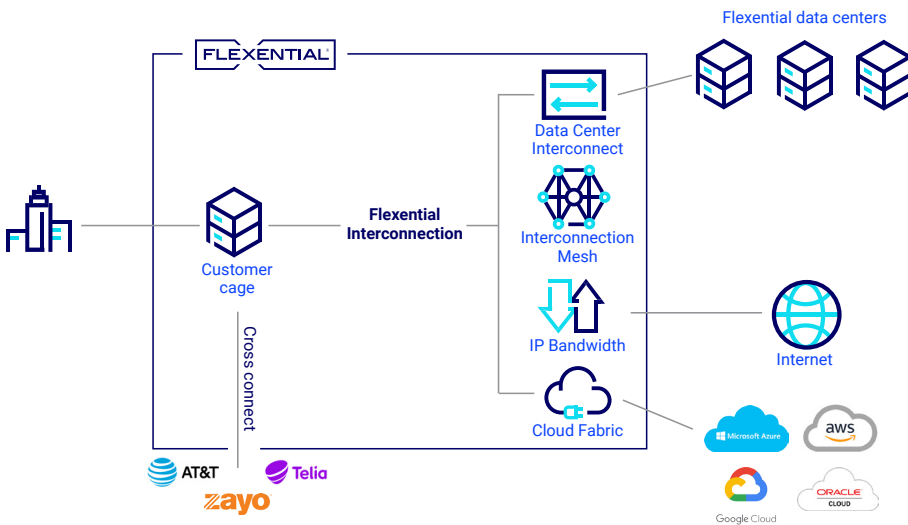 Flexential data centers
FLEXENTIAL
Data Center
Interconnect
Flexential
Interconnection
Interconnection
Mesh
Customer
cage
IP Bandwidth
Internet
Cross connect
Cloud Fabric
Microsoft Azure
aws
AT&T
Telia
zayo
Google Cloud
ORACLE
CLOUD